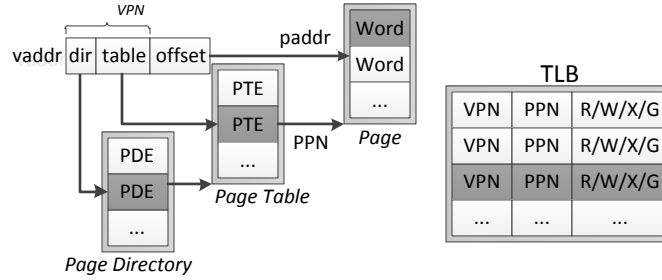 VPN
vaddr dir table offset
paddr
Word
Word
...
Page
PTE
PTE
...
PPN
Page Table
PDE
PDE
...
Page Directory
TLB
VPN PPN R/W/X/G
VPN PPN R/W/X/G
VPN PPN R/W/X/G
... ... ...